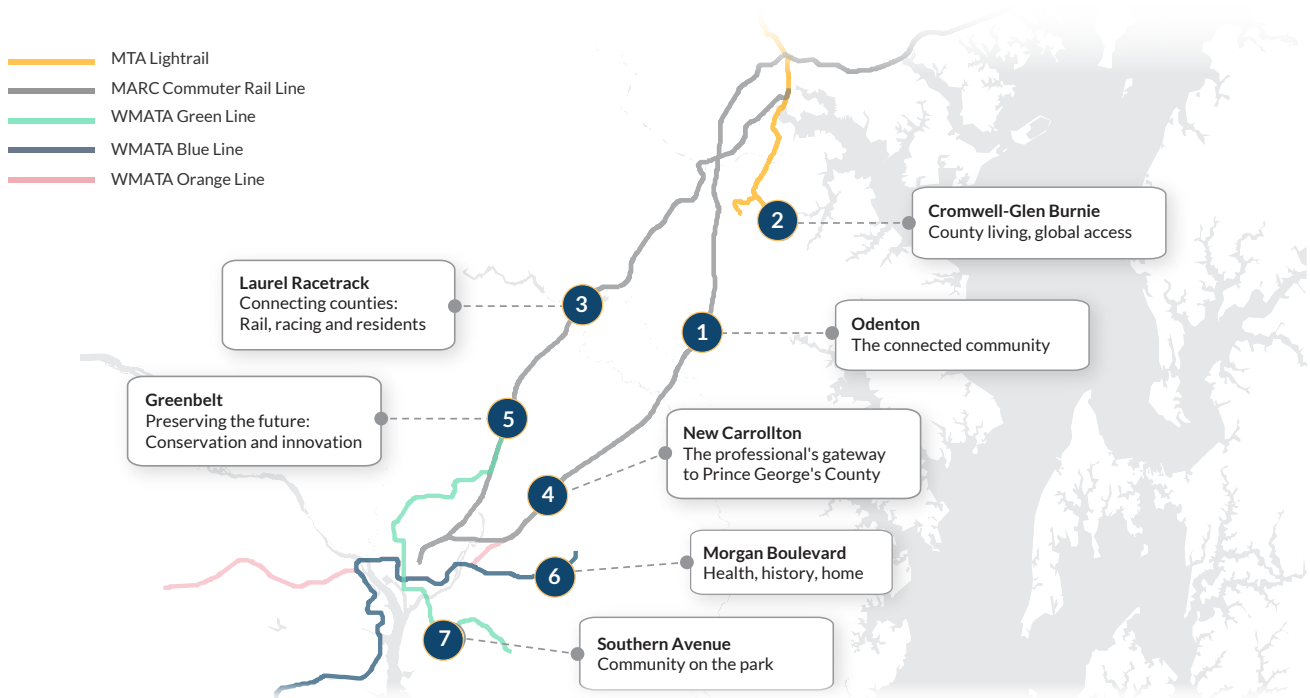 MTA Lightrail
MARC Commuter Rail Line
WMATA Green Line
WMATA Blue Line
WMATA Orange Line
2
Cromwell-Glen Burnie
County living, global access
Laurel Racetrack
Connecting counties:
Rail, racing and residents
3
1
Odenton
The connected community
Greenbelt
Preserving the future:
Conservation and innovation
5
4
New Carrollton
The professional's gateway
to Prince George's County
6
Morgan Boulevard
Health, history, home
7
Southern Avenue
Community on the park